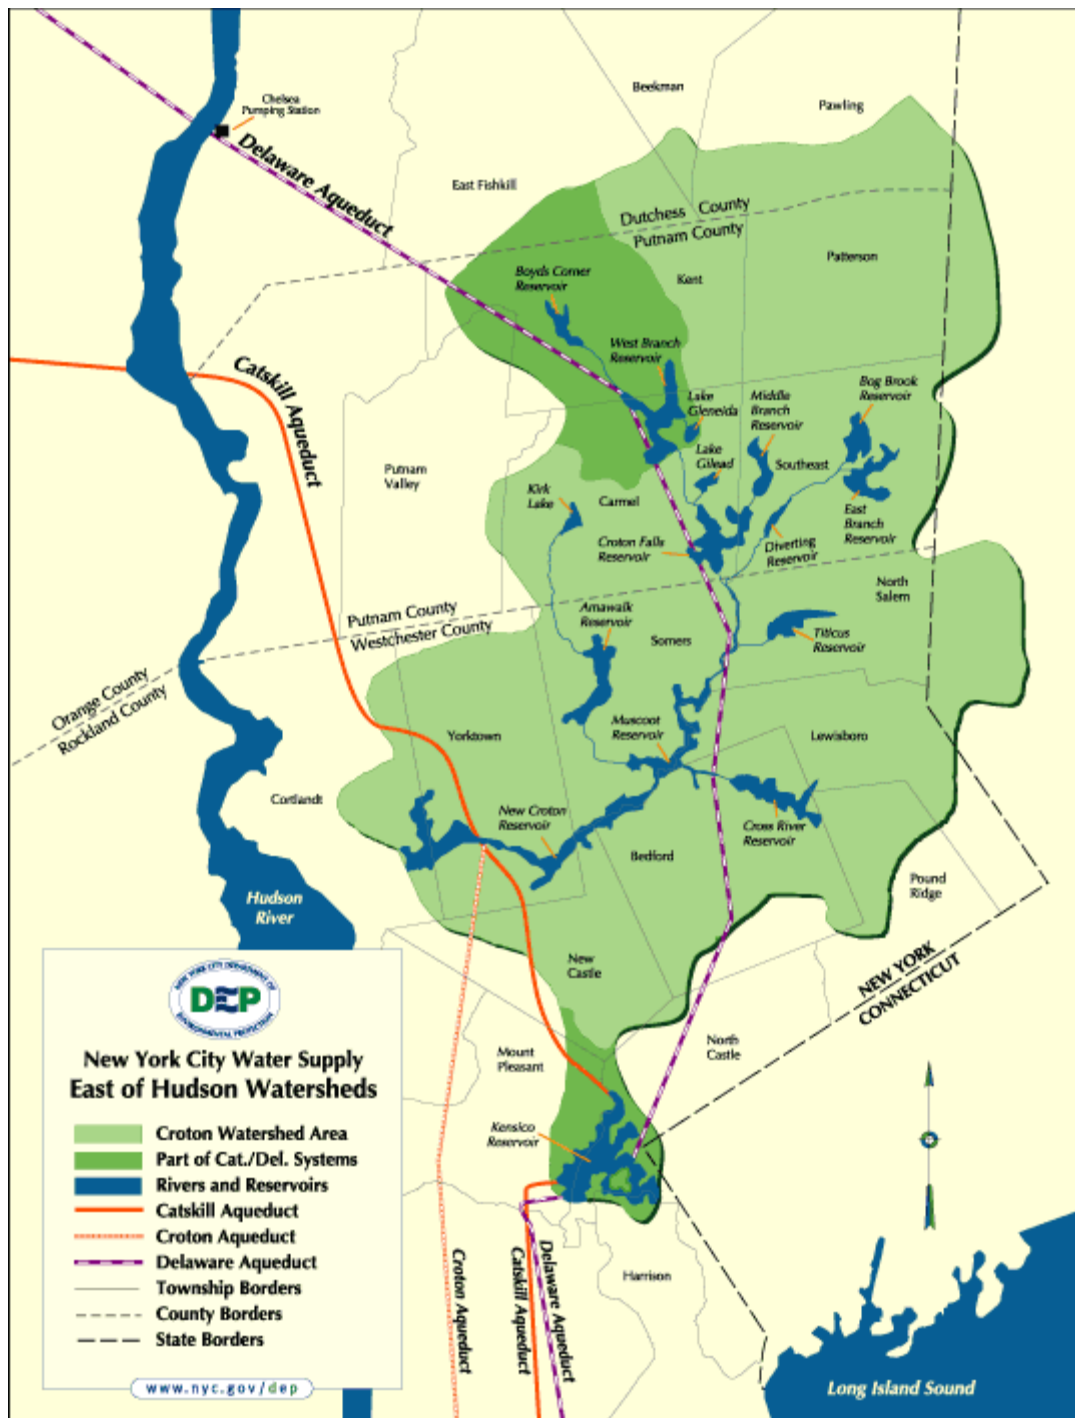 Beekman
Pawling
Chelsea
Pumping Station
Delaware Aqueduct
East Fishkill
Dutchess County
Putnam County
Patterson
Kent
Boyds Corner
Reservoir
West Branch
Reservoir
Catskill Aqueduct
Lake
Gleneida
Middle
Branch
Reservoir
Bog Brook
Reservoir
Putnam
Valley
Lake
Gilead
Southeast
Kirk
Lake
Carmel
East
Branch
Reservoir
Croton Falls
Reservoir
Diverting
Reservoir
North
Salem
Putnam County
Westchester County
Amawalk
Reservoir
Somers
Titicus
Reservoir
Orange County
Rockland County
Muscoot
Reservoir
Yorktown
Lewisboro
Cortlandt
New Croton
Reservoir
Cross River
Reservoir
Bedford
Pound
Ridge
Hudson
River
New
Castle
NEW YORK
CONNECTICUT
North
Castle
Mount
Pleasant
Kensico
Reservoir
Harrison
Croton Aqueduct
Catskill Aqueduct
Delaware Aqueduct
Long Island Sound
NEW YORK CITY DEPARTMENT OF
DEP
ENVIRONMENTAL PROTECTION
New York City Water Supply
East of Hudson Watersheds
Croton Watershed Area
Part of Cat./Del. Systems
Rivers and Reservoirs
Catskill Aqueduct
Croton Aqueduct
Delaware Aqueduct
Township Borders
County Borders
State Borders
www.nyc.gov/dep